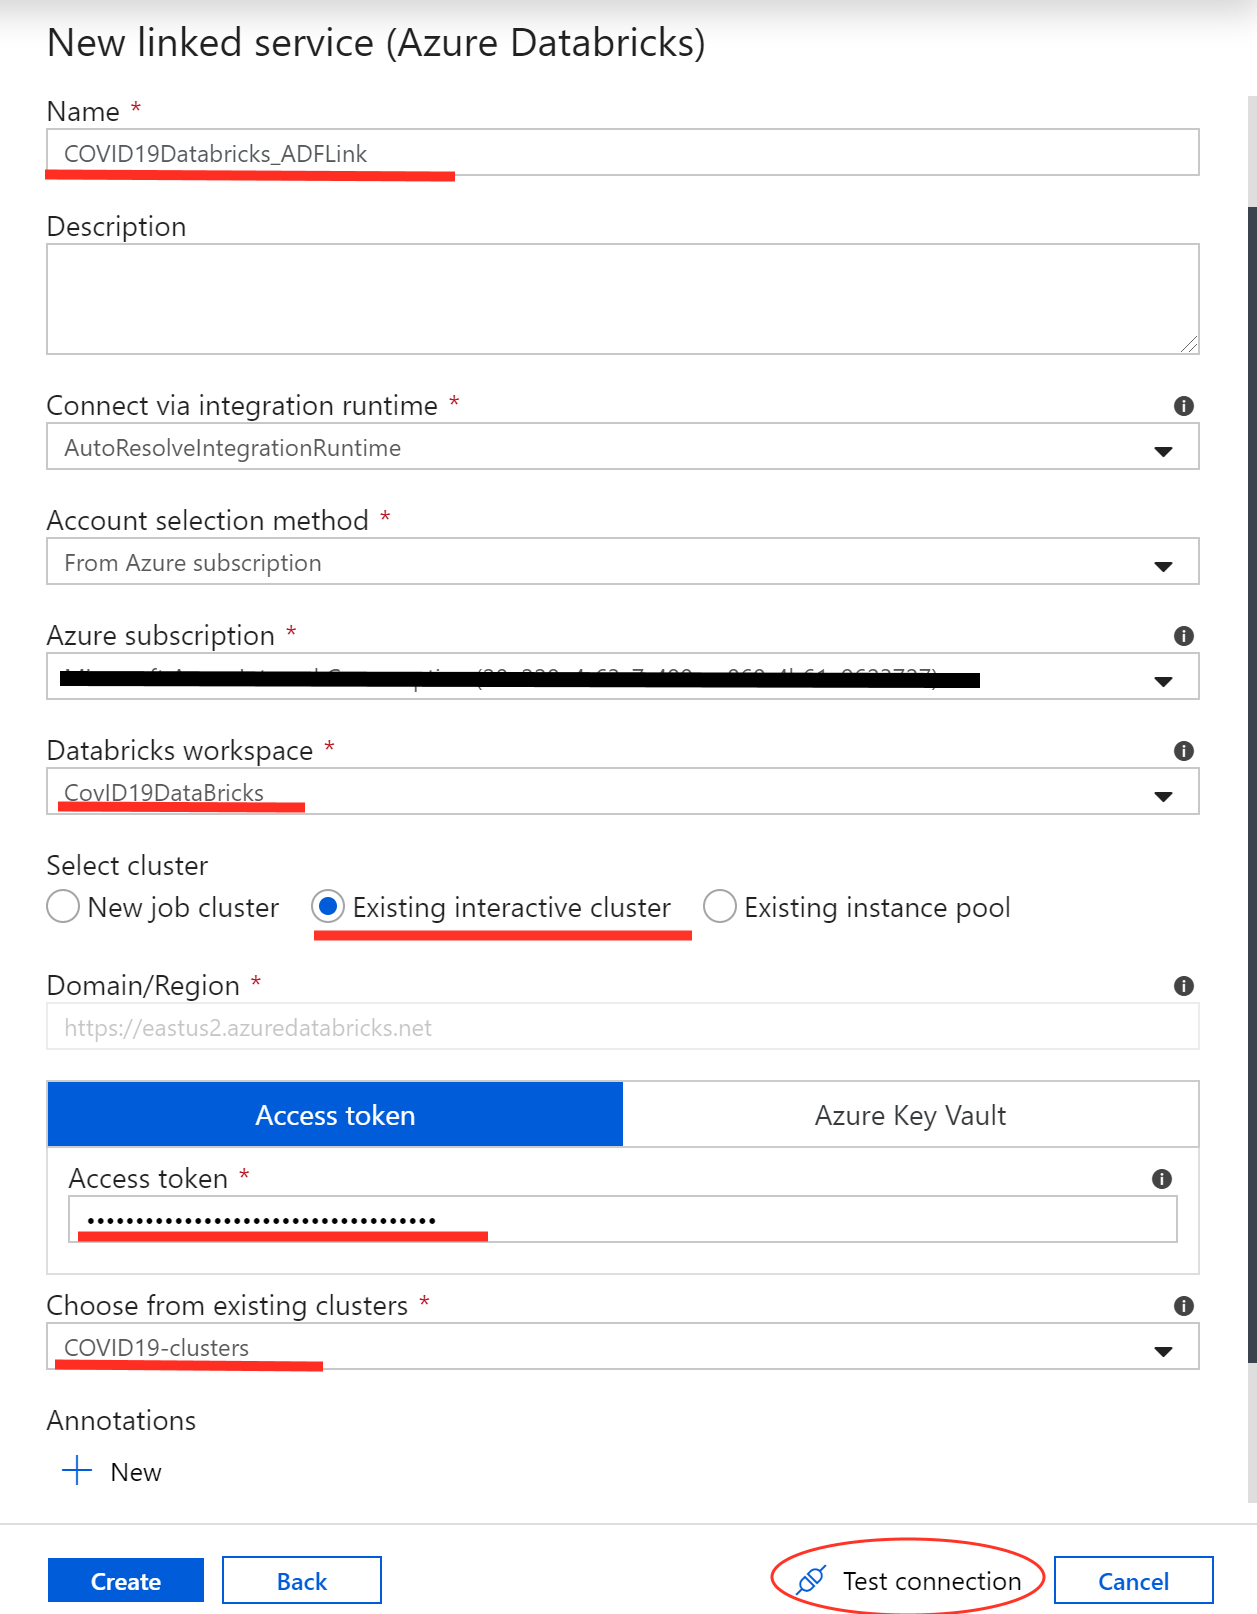 New linked service (Azure Databricks)
Name *
COVID19Databricks_ADFLink
Description
Connect via integration runtime *
AutoResolveIntegrationRuntime
Account selection method *
From Azure subscription
Azure subscription *
Databricks workspace *
CovID19DataBricks
Select cluster
New job cluster Existing interactive cluster Existing instance pool
Domain/Region *
https://eastus2.azuredatabricks.net
Access token Azure Key Vault
Access token *
••••••••••••••••••••••••••••••••••••
Choose from existing clusters *
COVID19-clusters
Annotations
New
Create Back Test connection Cancel